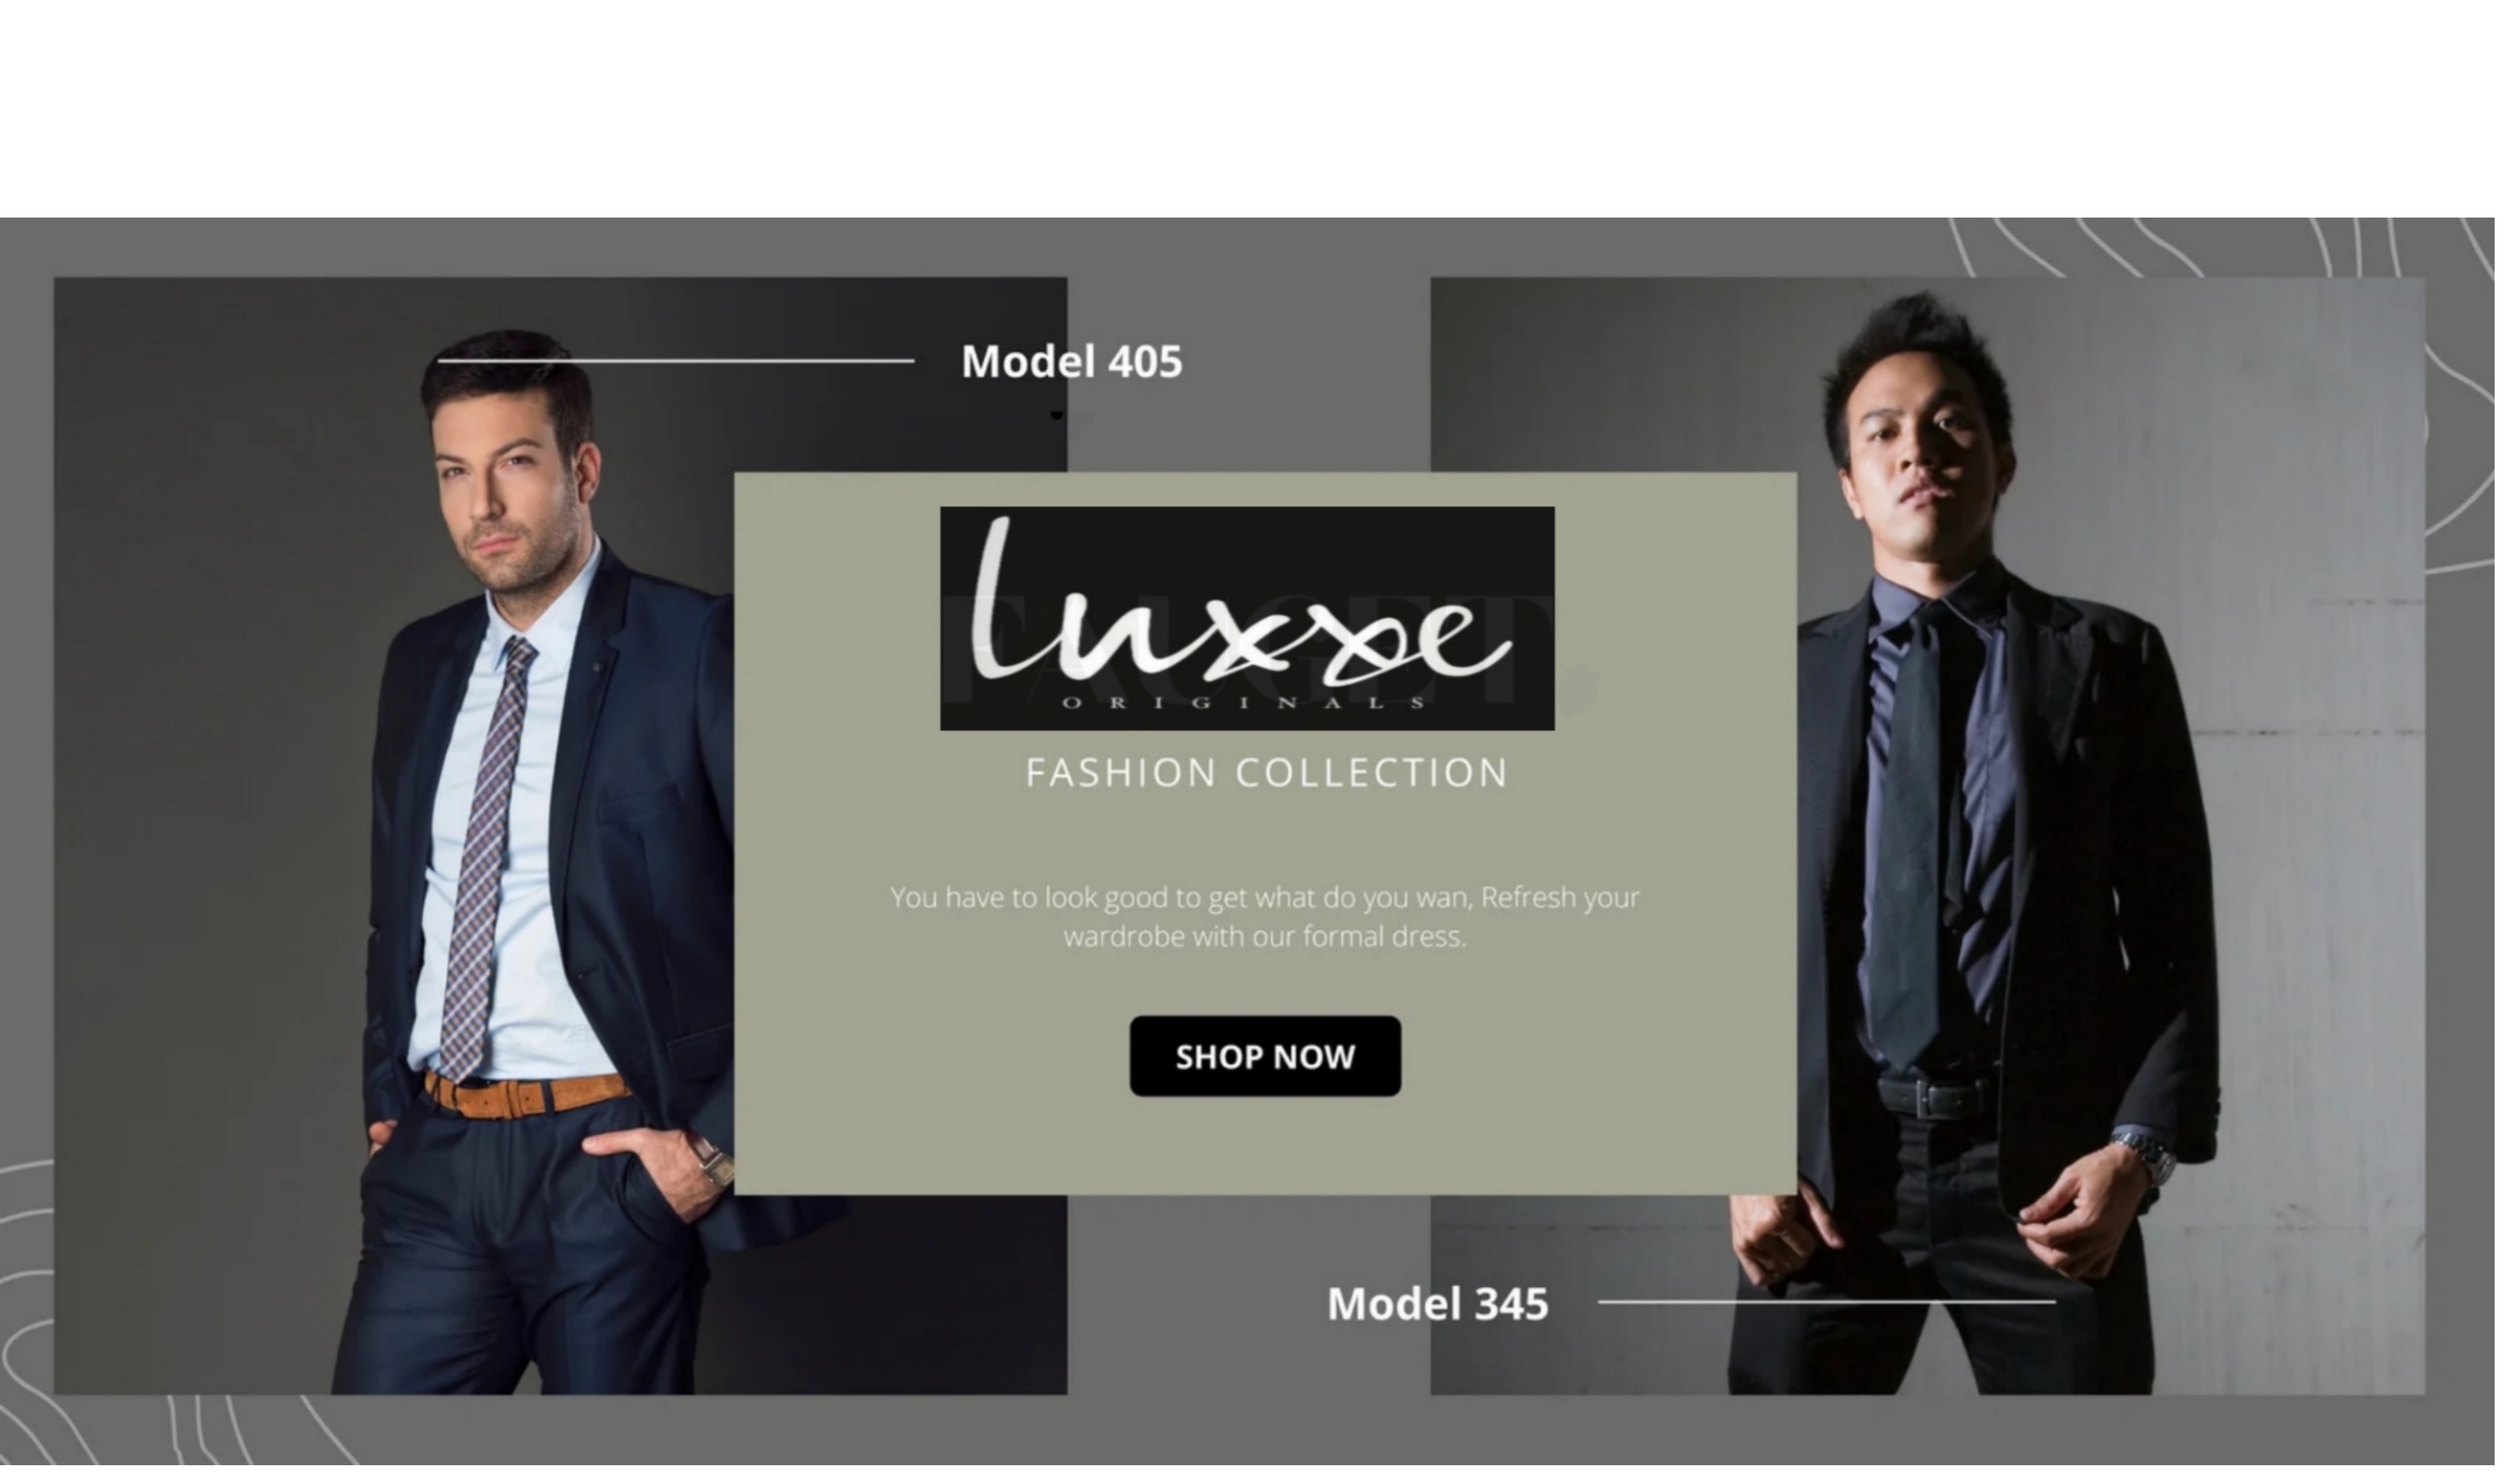 Model 405
luxxe
ORIGINALS
FAUGET.
FASHION COLLECTION
You have to look good to get what do you wan, Refresh your
wardrobe with our formal dress.
SHOP NOW
Model 345